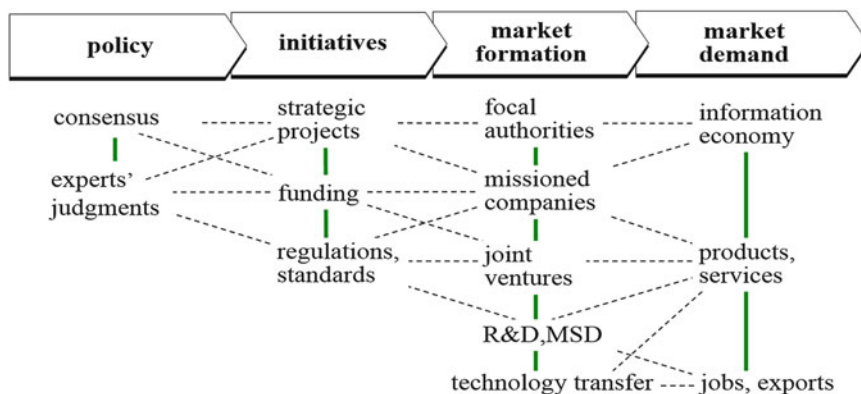 policy
initiatives
market
formation
market
demand
consensus
experts’
judgments
strategic
projects
funding
regulations,
standards
focal
authorities
missioned
companies
joint
ventures
R&D,MSD
technology transfer
information
economy
products,
services
jobs, exports